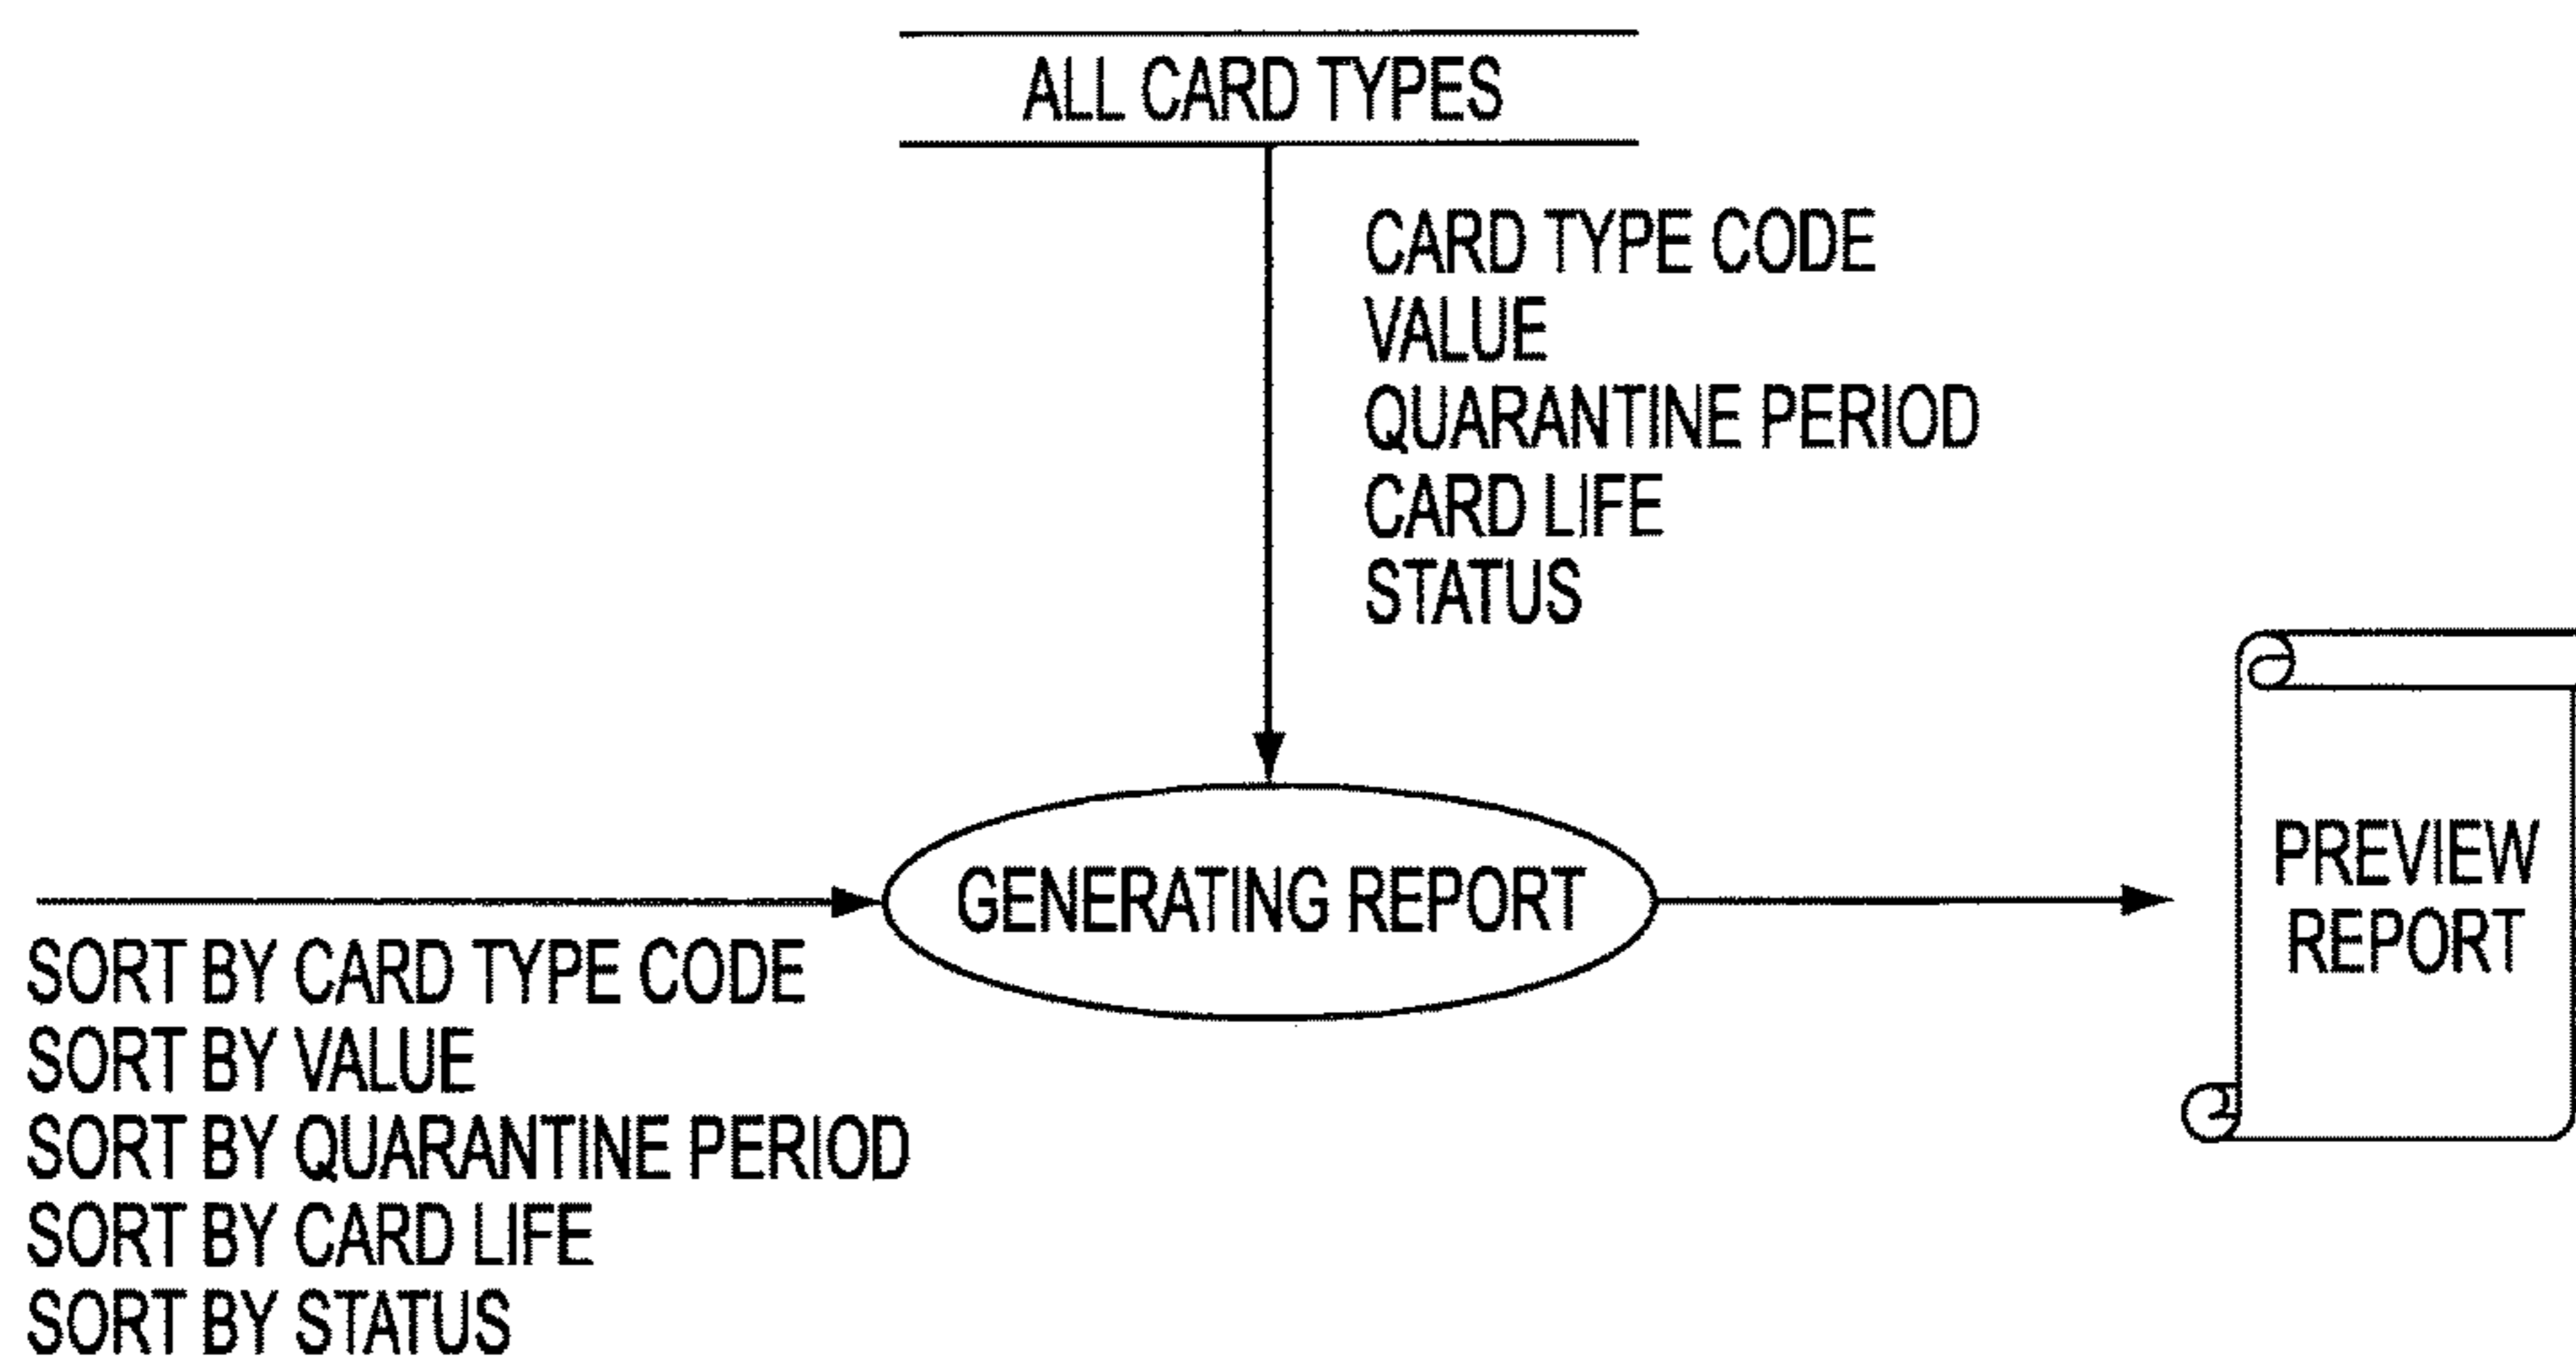 ALL CARD TYPES
CARD TYPE CODE
VALUE
QUARANTINE PERIOD
CARD LIFE
STATUS
GENERATING REPORT
PREVIEW
REPORT
SORT BY CARD TYPE CODE
SORT BY VALUE
SORT BY QUARANTINE PERIOD
SORT BY CARD LIFE
SORT BY STATUS